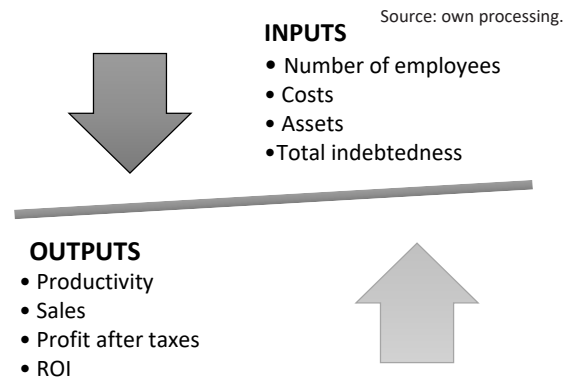 Source: own processing.
INPUTS
• Number of employees
• Costs
• Assets
•Total indebtedness
OUTPUTS
• Productivity
• Sales
• Profit after taxes
• ROI